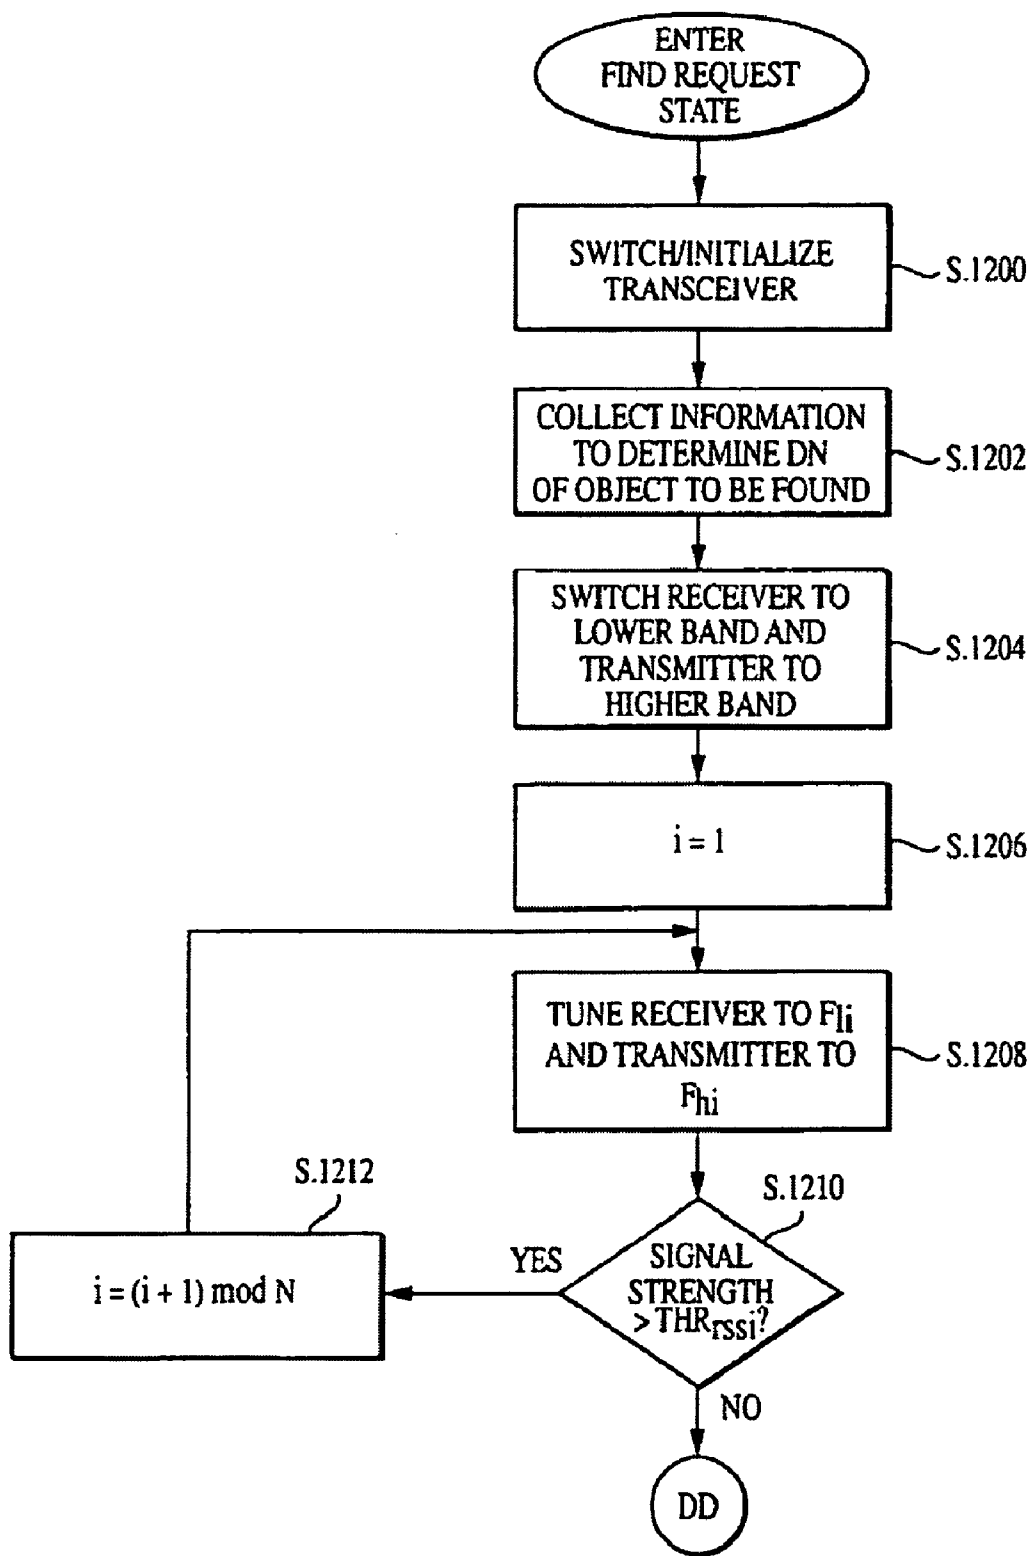 ENTER
FIND REQUEST
STATE
SWITCH/INITIALIZE
TRANSCEIVER
S.1200
COLLECT INFORMATION
TO DETERMINE DN
OF OBJECT TO BE FOUND
S.1202
SWITCH RECEIVER TO
LOWER BAND AND
TRANSMITTER TO
HIGHER BAND
S.1204
i = 1
S.1206
TUNE RECEIVER TO Fli
AND TRANSMITTER TO
Fhi
S.1208
S.1210
SIGNAL
STRENGTH
> THRrssi?
YES
S.1212
i = (i + 1) mod N
NO
DD